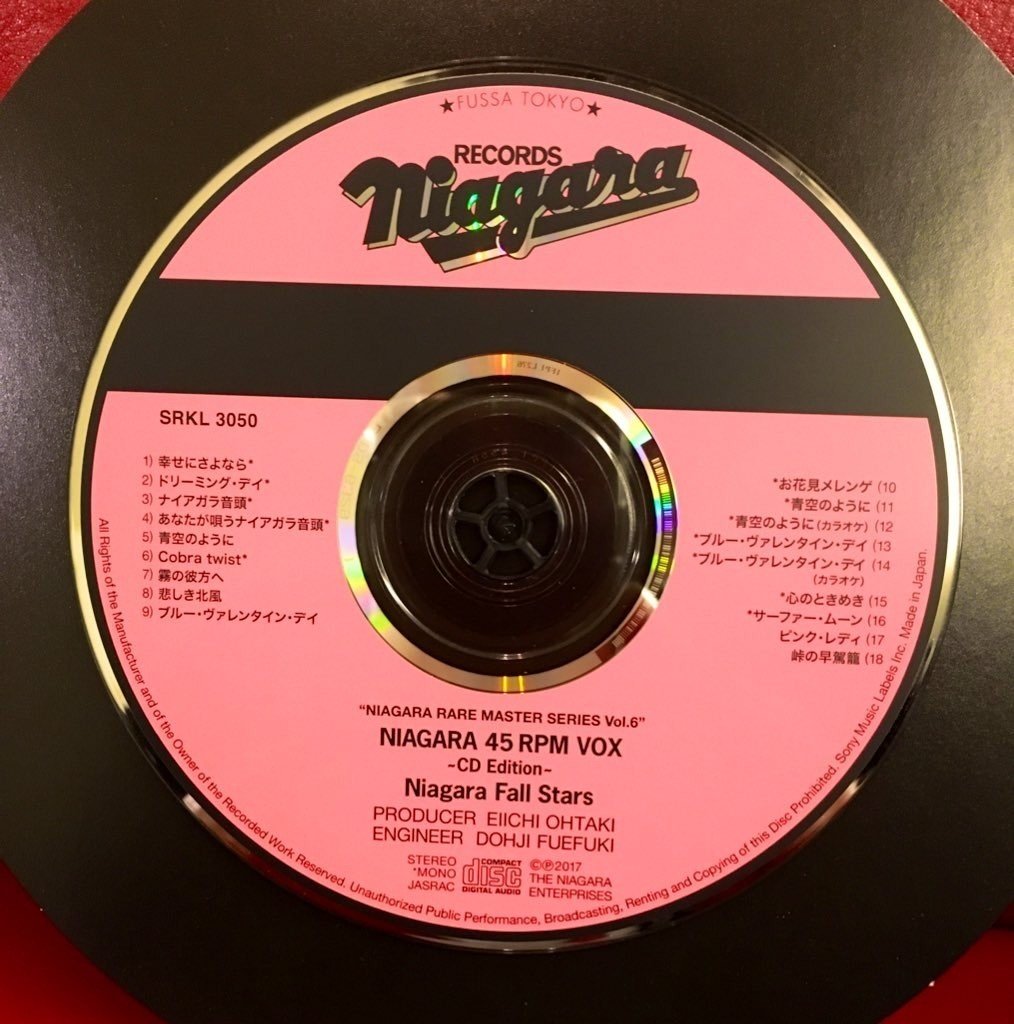 ★FUSSA TOKYO★
RECORDS
Niagara
SRKL 3050
1) 幸せにさよなら*
2) ドリーミング・デイ*
3) ナイアガラ音頭*
4) あなたが唄うナイアガラ音頭*
5) 青空のように
6) Cobra twist*
7) 霧の彼方へ
8) 悲しき北風
9) ブルー・ヴァレンタイン・デイ
*お花見メレンゲ (10
*青空のように (11
*青空のように (カラオケ) (12
*ブルー・ヴァレンタイン・デイ (13
*ブルー・ヴァレンタイン・デイ (14
(カラオケ)
*心のときめき (15
*サーファー・ムーン (16
ピンク・レディ (17
峠の早駕籠 (18
"NIAGARA RARE MASTER SERIES Vol.6"
NIAGARA 45 RPM VOX
~CD Edition~
Niagara Fall Stars
PRODUCER EIICHI OHTAKI
ENGINEER DOHJI FUEFUKI
STEREO
*MONO
JASRAC
COMPACT
disc
DIGITAL AUDIO
©℗2017
THE NIAGARA
ENTERPRISES
All Rights of the Manufacturer and of the Owner of the Recorded Work Reserved. Unauthorized Public Performance, Broadcasting, Renting and Copying of this Disc Prohibited. Sony Music Labels Inc. Made in Japan.